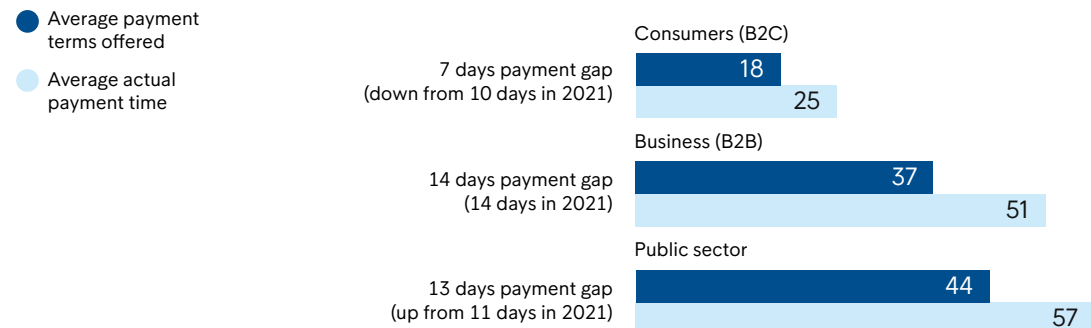 Average payment
terms offered
Average actual
payment time
Consumers (B2C)
7 days payment gap
(down from 10 days in 2021)
18
25
Business (B2B)
14 days payment gap
(14 days in 2021)
37
51
Public sector
13 days payment gap
(up from 11 days in 2021)
44
57